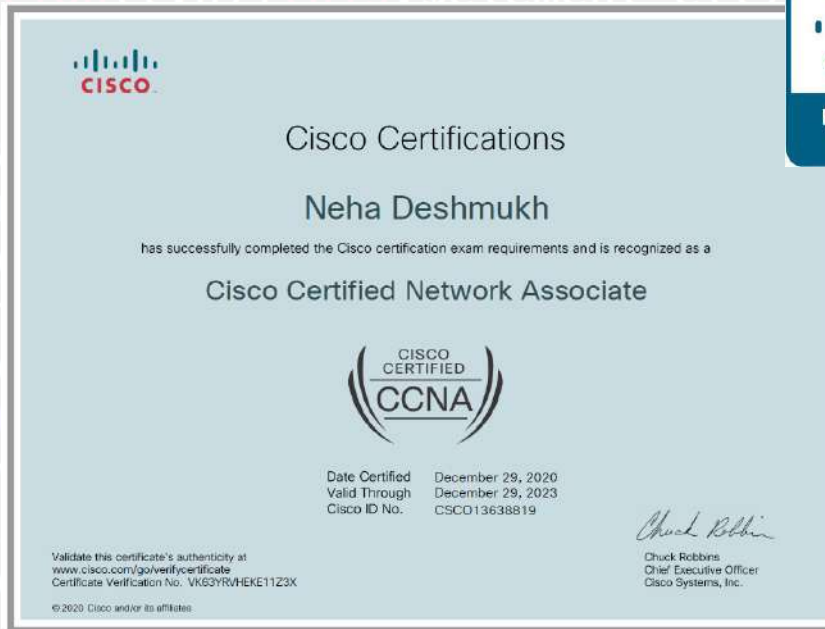 CISCO
Cisco Certifications
Neha Deshmukh
has successfully completed the Cisco certification exam requirements and is recognized as a
Cisco Certified Network Associate
CISCO
CERTIFIED
CCNA
Date Certified December 29, 2020
Valid Through December 29, 2023
Cisco ID No. CSCO13638819
Validate this certificate's authenticity at
www.cisco.com/go/verifycertificate
Certificate Verification No. VK63YRVHEKE11Z3X
© 2020 Cisco and/or its affiliates
Chuck Robbins
Chuck Robbins
Chief Executive Officer
Cisco Systems, Inc.